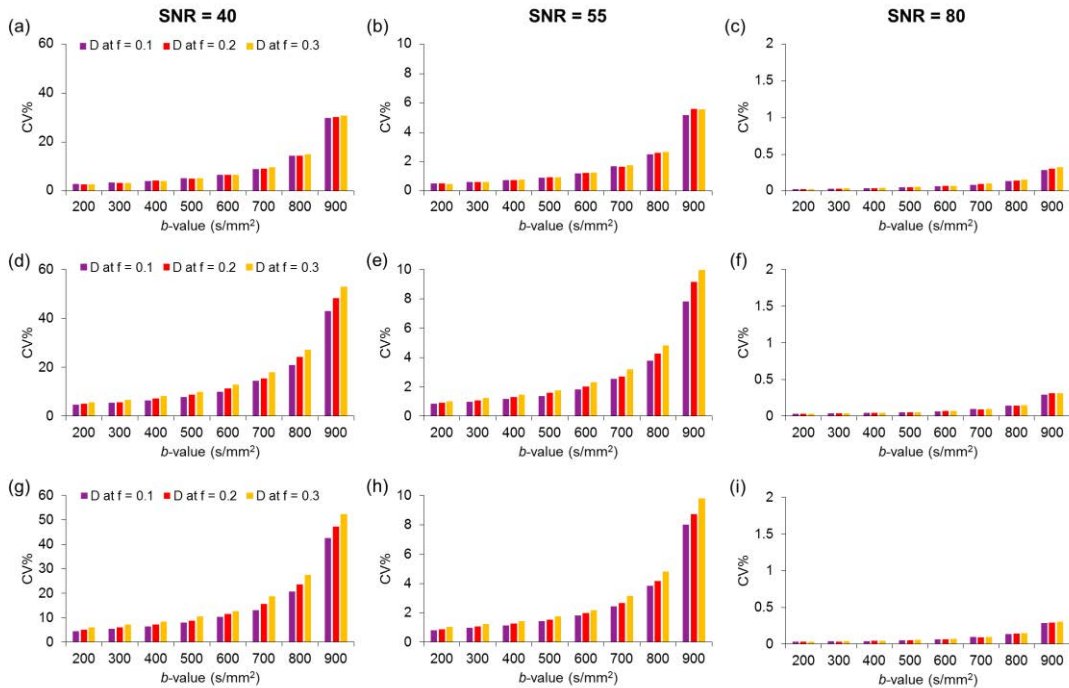 SNR = 40
SNR = 55
SNR = 80
(a)
D at f = 0.1 D at f = 0.2 D at f = 0.3
CV%
60
40
20
0
200 300 400 500 600 700 800 900
b-value (s/mm²)
(b)
CV%
10
8
6
4
2
0
200 300 400 500 600 700 800 900
b-value (s/mm²)
(c)
CV%
2
1.5
1
0.5
0
200 300 400 500 600 700 800 900
b-value (s/mm²)
(d)
D at f = 0.1 D at f = 0.2 D at f = 0.3
CV%
60
40
20
0
200 300 400 500 600 700 800 900
b-value (s/mm²)
(e)
CV%
10
8
6
4
2
0
200 300 400 500 600 700 800 900
b-value (s/mm²)
(f)
CV%
2
1.5
1
0.5
0
200 300 400 500 600 700 800 900
b-value (s/mm²)
(g)
D at f = 0.1 D at f = 0.2 D at f = 0.3
CV%
60
50
40
30
20
10
0
200 300 400 500 600 700 800 900
b-value (s/mm²)
(h)
CV%
10
8
6
4
2
0
200 300 400 500 600 700 800 900
b-value (s/mm²)
(i)
CV%
2
1.5
1
0.5
0
200 300 400 500 600 700 800 900
b-value (s/mm²)